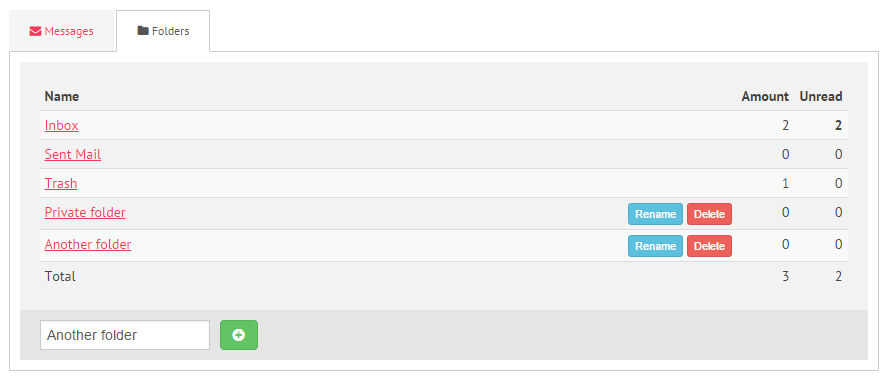 Messages Folders
Name Amount Unread
Inbox 2 2
Sent Mail 0 0
Trash 1 0
Private folder Rename Delete 0 0
Another folder Rename Delete 0 0
Total 3 2
Another folder